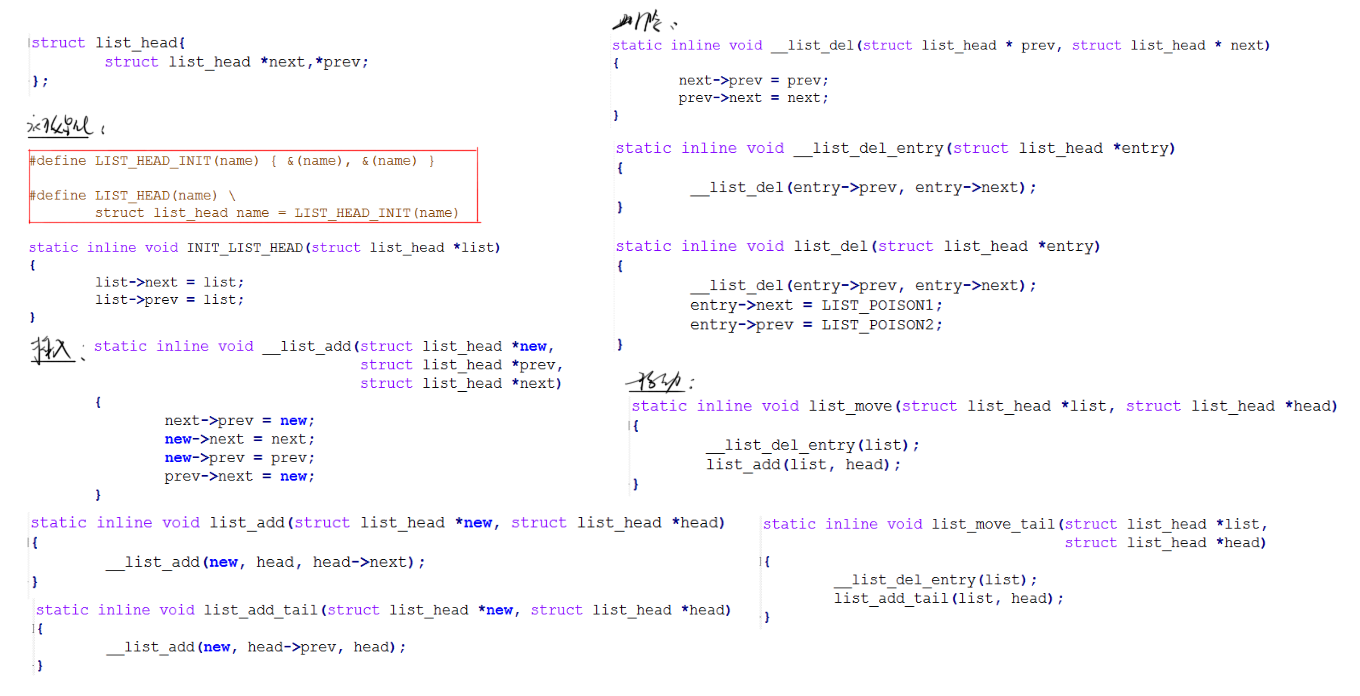 struct list_head{
struct list_head *next,*prev;
};
初始化:
#define LIST_HEAD_INIT(name) { &(name), &(name) }
#define LIST_HEAD(name) \
struct list_head name = LIST_HEAD_INIT(name)
static inline void INIT_LIST_HEAD(struct list_head *list)
{
list->next = list;
list->prev = list;
}
插入:
static inline void __list_add(struct list_head *new,
struct list_head *prev,
struct list_head *next)
{
next->prev = new;
new->next = next;
new->prev = prev;
prev->next = new;
}
static inline void list_add(struct list_head *new, struct list_head *head)
{
__list_add(new, head, head->next);
}
static inline void list_add_tail(struct list_head *new, struct list_head *head)
{
__list_add(new, head->prev, head);
}
删除:
static inline void __list_del(struct list_head * prev, struct list_head * next)
{
next->prev = prev;
prev->next = next;
}
static inline void __list_del_entry(struct list_head *entry)
{
__list_del(entry->prev, entry->next);
}
static inline void list_del(struct list_head *entry)
{
__list_del(entry->prev, entry->next);
entry->next = LIST_POISON1;
entry->prev = LIST_POISON2;
}
移动:
static inline void list_move(struct list_head *list, struct list_head *head)
{
__list_del_entry(list);
list_add(list, head);
}
static inline void list_move_tail(struct list_head *list,
struct list_head *head)
{
__list_del_entry(list);
list_add_tail(list, head);
}